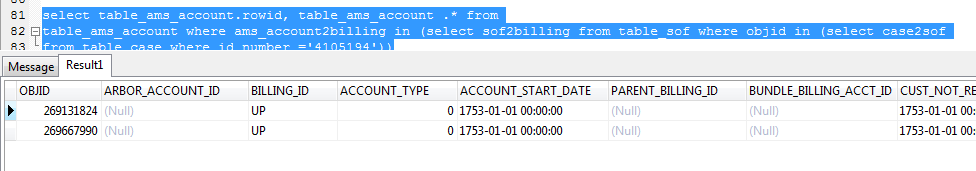 81 select table_ams_account.rowid, table_ams_account .* from
82 table_ams_account where ams_account2billing in (select sof2billing from table_sof where objid in (select case2sof
83 from table_case where id_number ='4105194'))
Message Result1
OBJID ARBOR_ACCOUNT_ID BILLING_ID ACCOUNT_TYPE ACCOUNT_START_DATE PARENT_BILLING_ID BUNDLE_BILLING_ACCT_ID CUST_NOT_RE
269131824 (Null) UP 0 1753-01-01 00:00:00 (Null) (Null) 1753-01-01 00:
269667990 (Null) UP 0 1753-01-01 00:00:00 (Null) (Null) 1753-01-01 00: